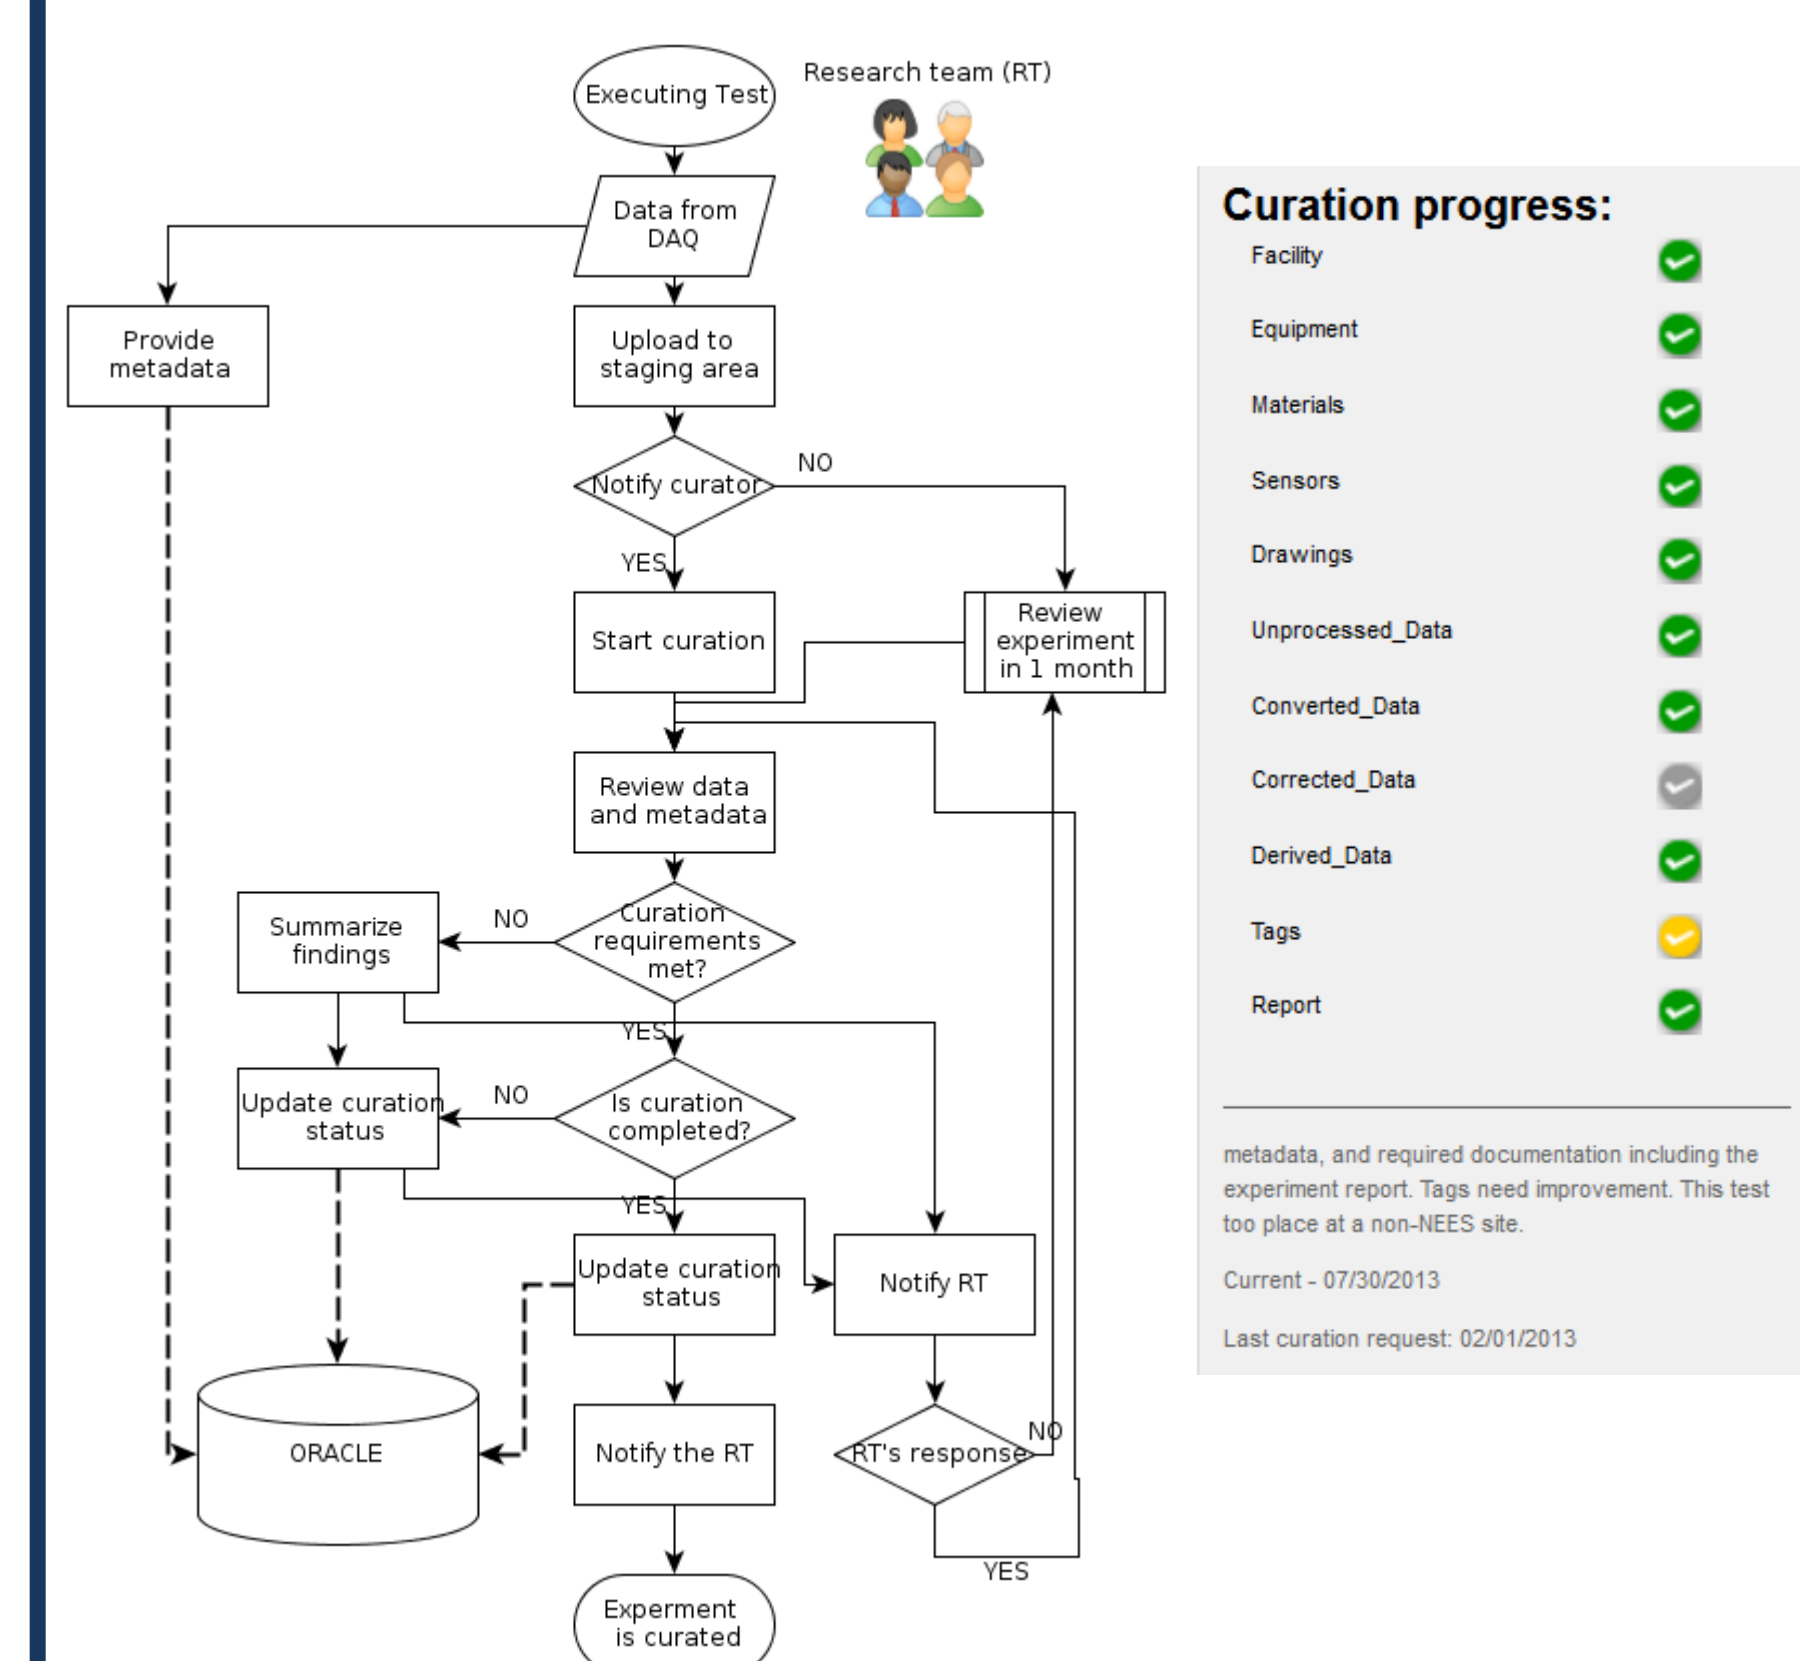 Executing Test
Research team (RT)
Data from
DAQ
Provide
metadata
Upload to
staging area
Notify curator
NO
YES
Start curation
Review
experiment
in 1 month
Review data
and metadata
Curation
requirements
met?
NO
Summarize
findings
YES
Is curation
completed?
NO
Update curation
status
YES
Update curation
status
Notify RT
ORACLE
Notify the RT
RT's response
NO
YES
Experment
is curated
Curation progress:
Facility
Equipment
Materials
Sensors
Drawings
Unprocessed_Data
Converted_Data
Corrected_Data
Derived_Data
Tags
Report
metadata, and required documentation including the
experiment report. Tags need improvement. This test
too place at a non-NEES site.
Current - 07/30/2013
Last curation request: 02/01/2013